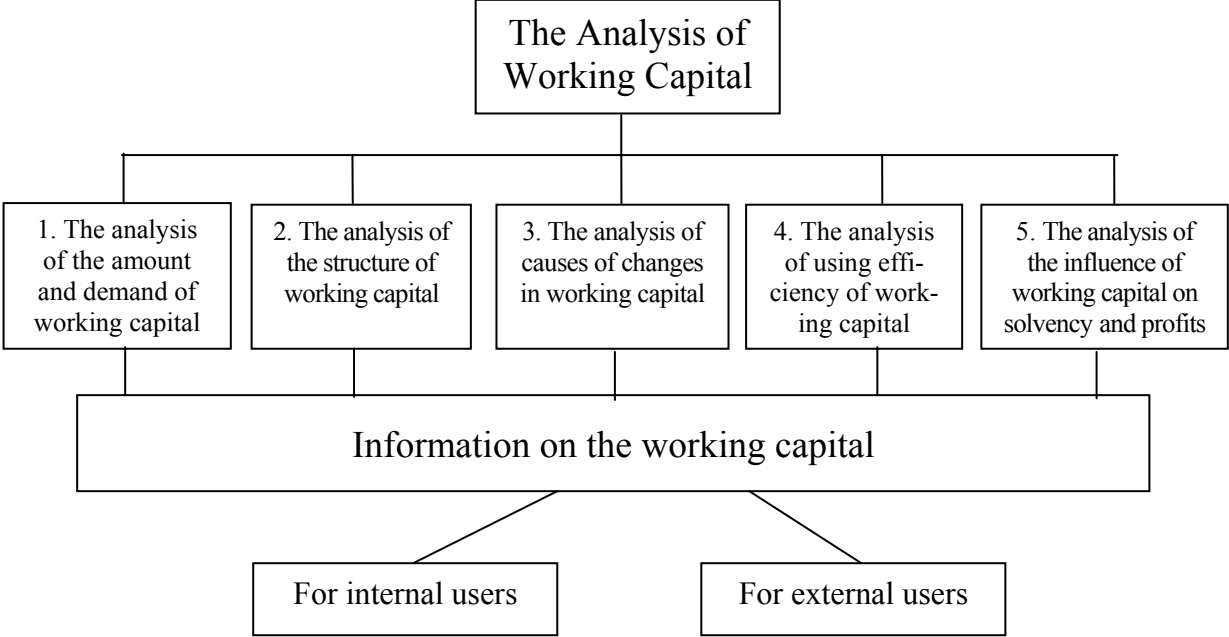 The Analysis of
Working Capital
1. The analysis
of the amount
and demand of
working capital
2. The analysis of
the structure of
working capital
3. The analysis of
causes of changes
in working capital
4. The analysis
of using effi-
ciency of work-
ing capital
5. The analysis of
the influence of
working capital on
solvency and profits
Information on the working capital
For internal users
For external users